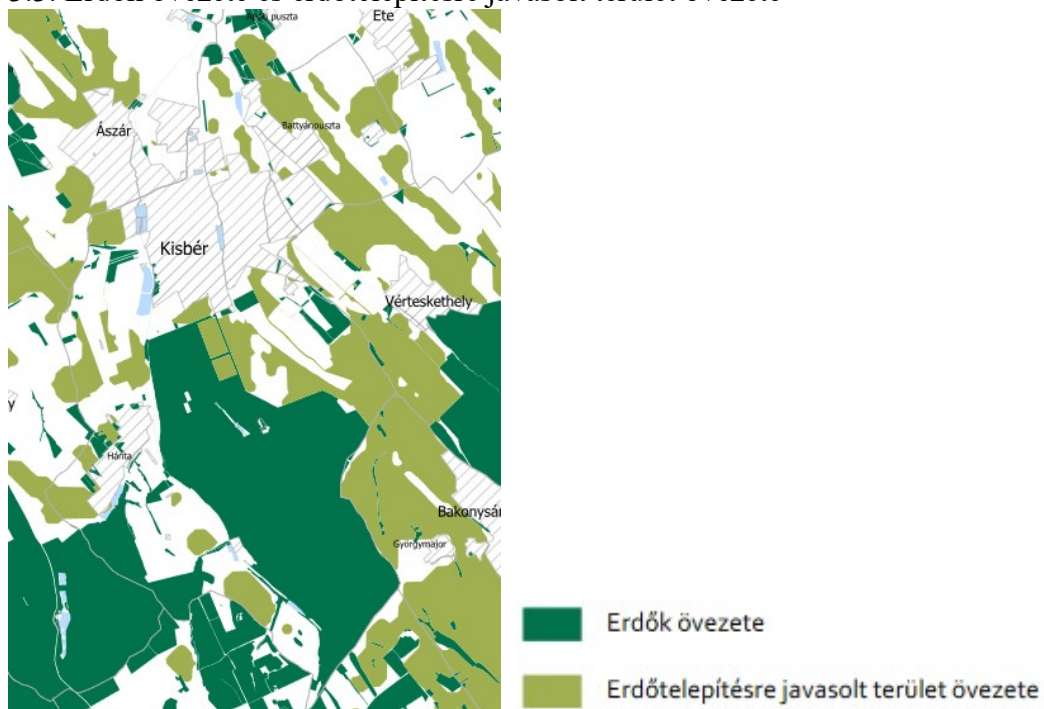 Ete
Ászár
Battyánpuszta
Kisbér
Vérteskethely
y
Hánta
Bakonysár
Györgymajor
Erdők övezete
Erdőtelepítésre javasolt terület övezete